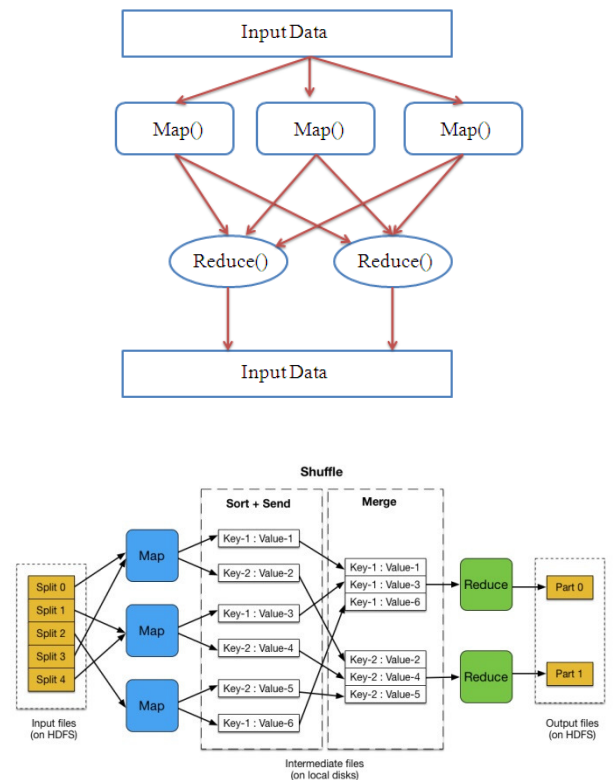 Input Data
Map()
Map()
Map()
Reduce()
Reduce()
Input Data
Shuffle
Sort + Send
Merge
Split 0
Split 1
Split 2
Split 3
Split 4
Input files
(on HDFS)
Map
Map
Map
Key-1 : Value-1
Key-2 : Value-2
Key-1 : Value-3
Key-2 : Value-4
Key-2 : Value-5
Key-1 : Value-6
Key-1 : Value-1
Key-1 : Value-3
Key-1 : Value-6
Key-2 : Value-2
Key-2 : Value-4
Key-2 : Value-5
Intermediate files
(on local disks)
Reduce
Reduce
Part 0
Part 1
Output files
(on HDFS)